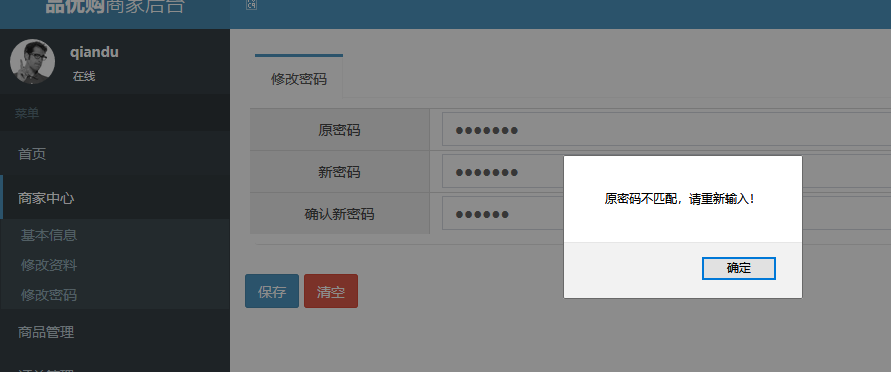 品优购商家后台
qiandu
在线
菜单
首页
商家中心
基本信息
修改资料
修改密码
商品管理
修改密码
原密码 ●●●●●●●
新密码 ●●●●●●●
确认新密码 ●●●●●●
保存 清空
原密码不匹配，请重新输入！
确定